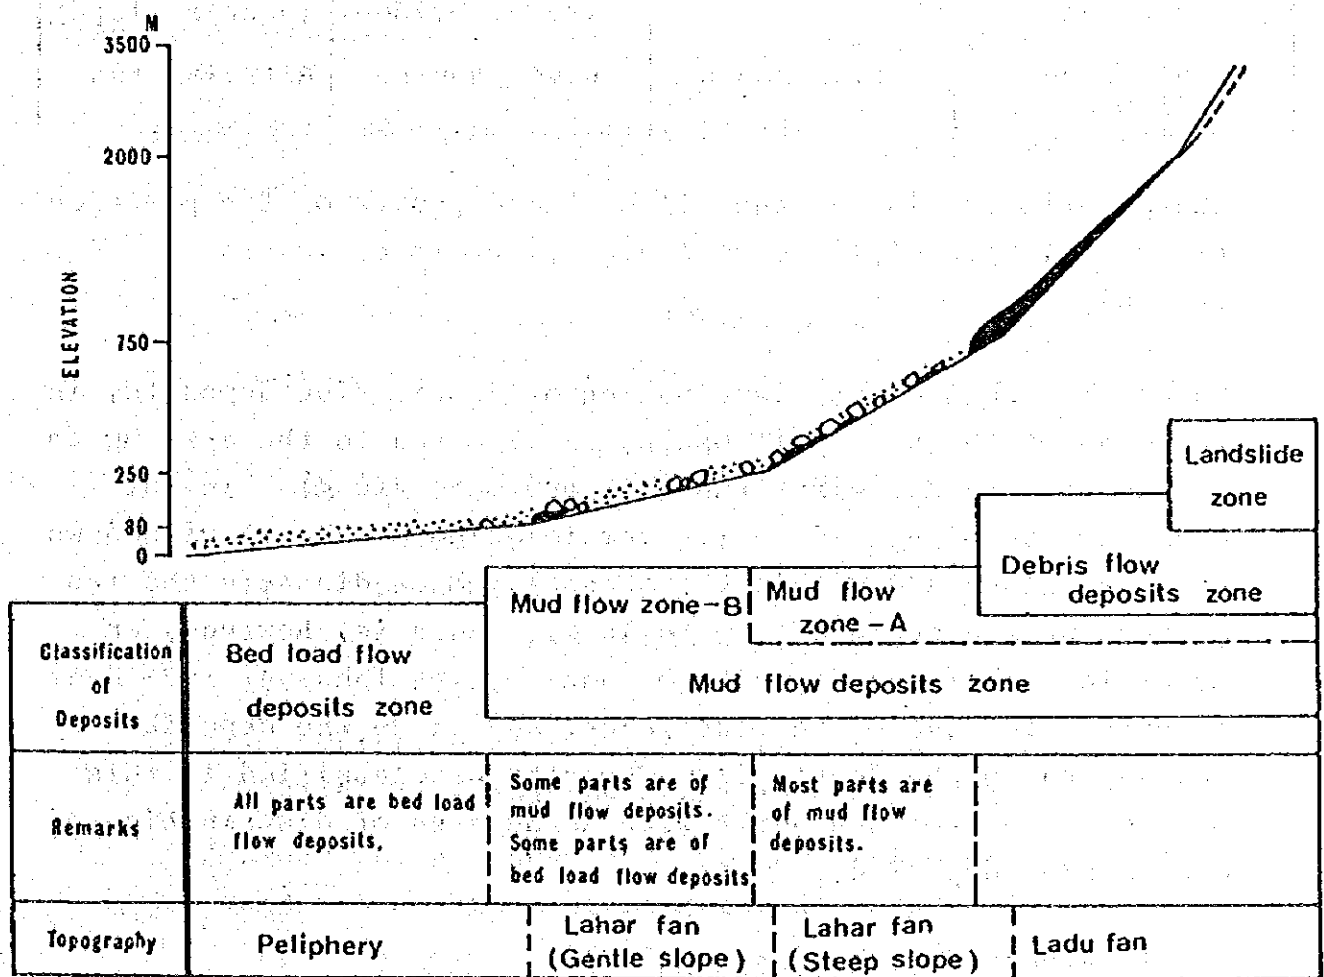 M
3500
2000
ELEVATION
750
250
80
0
Landslide
zone
Debris flow
deposits zone
Mud flow zone-B
Mud flow
zone-A
Mud flow deposits zone
Classification
of
Deposits
Bed load flow
deposits zone
Remarks
All parts are bed load
flow deposits.
Some parts are of
mud flow deposits.
Some parts are of
bed load flow deposits
Most parts are
of mud flow
deposits.
Topography
Peliphery
Lahar fan
(Gentle slope)
Lahar fan
(Steep slope)
Ladu fan